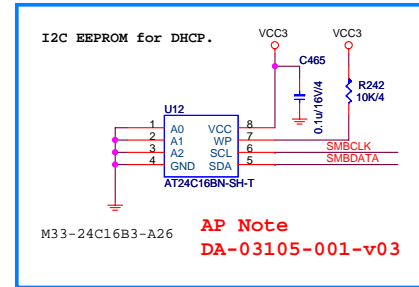 I2C EEPROM for DHCP.
VCC3
VCC3
C465
0.1u/16V/4
R242
10K/4
U12
1 A0 VCC 8
2 A1 WP 7
3 A2 SCL 6 SMBCLK
4 GND SDA 5 SMBDATA
AT24C16BN-SH-T
M33-24C16B3-A26
AP Note
DA-03105-001-v03